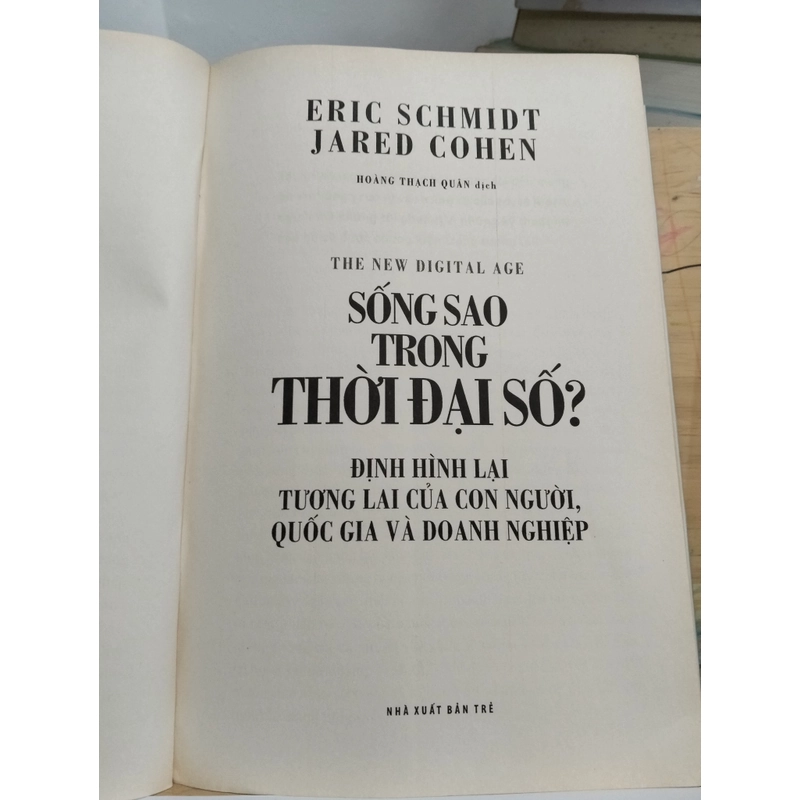 ERIC SCHMIDT
JARED COHEN
HOÀNG THẠCH QUÂN dịch
THE NEW DIGITAL AGE
SỐNG SAO
TRONG
THỜI ĐẠI SỐ?
ĐỊNH HÌNH LẠI
TƯƠNG LAI CỦA CON NGƯỜI,
QUỐC GIA VÀ DOANH NGHIỆP
NHÀ XUẤT BẢN TRẺ